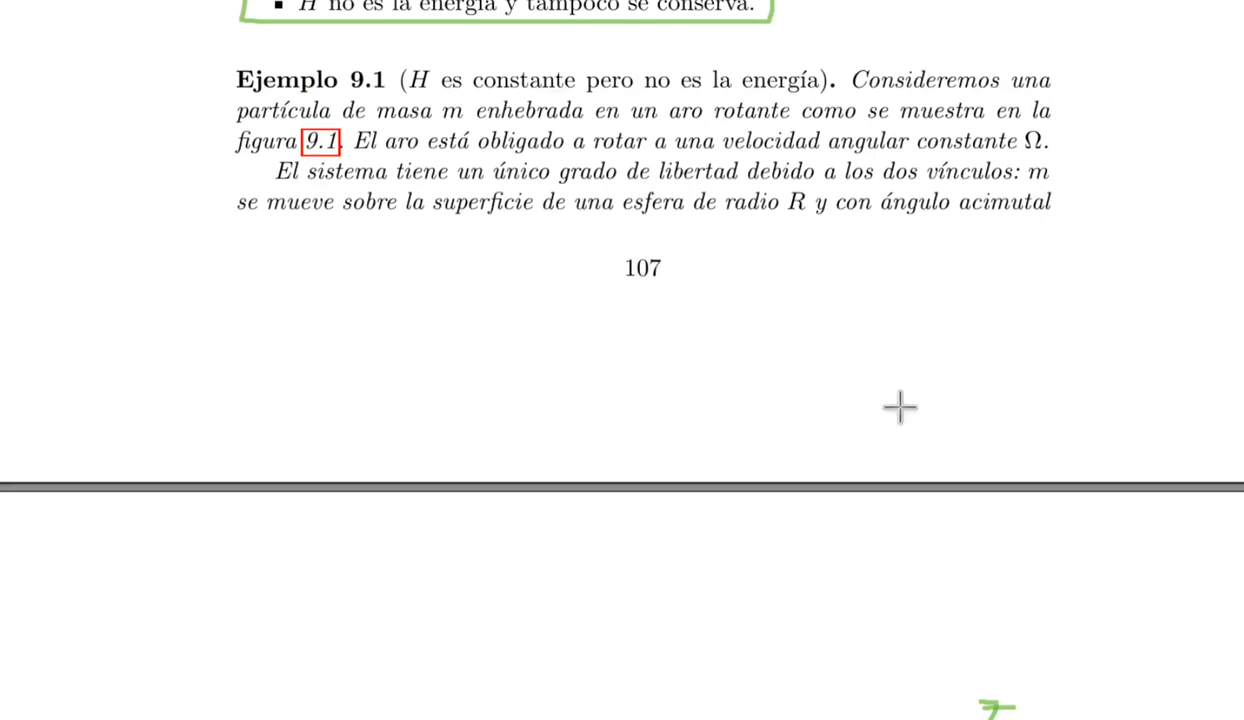 ▪ H no es la energía y tampoco se conserva.
Ejemplo 9.1 (H es constante pero no es la energía). Consideremos una
partícula de masa m enhebrada en un aro rotante como se muestra en la
figura 9.1. El aro está obligado a rotar a una velocidad angular constante Ω.
El sistema tiene un único grado de libertad debido a los dos vínculos: m
se mueve sobre la superficie de una esfera de radio R y con ángulo acimutal
107